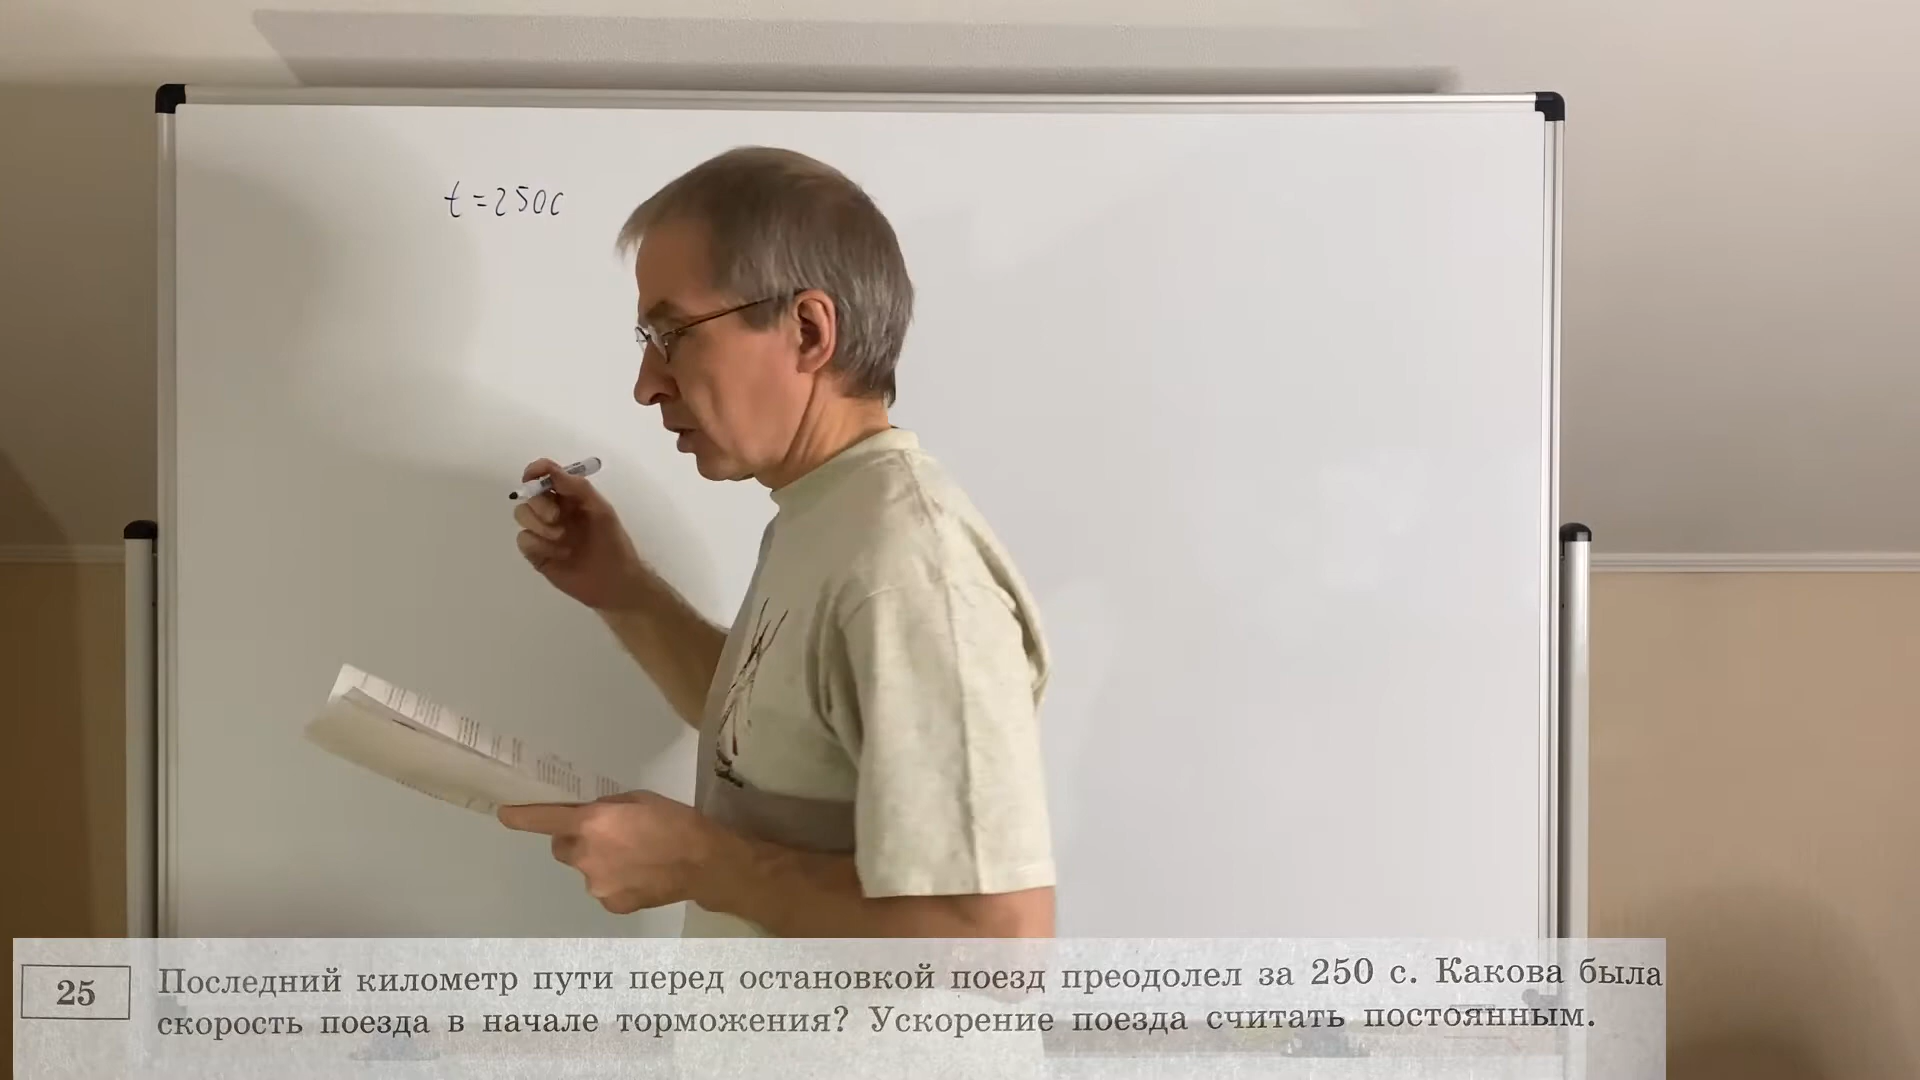 t = 250c
25
Последний километр пути перед остановкой поезд преодолел за 250 с. Какова была
скорость поезда в начале торможения? Ускорение поезда считать постоянным.